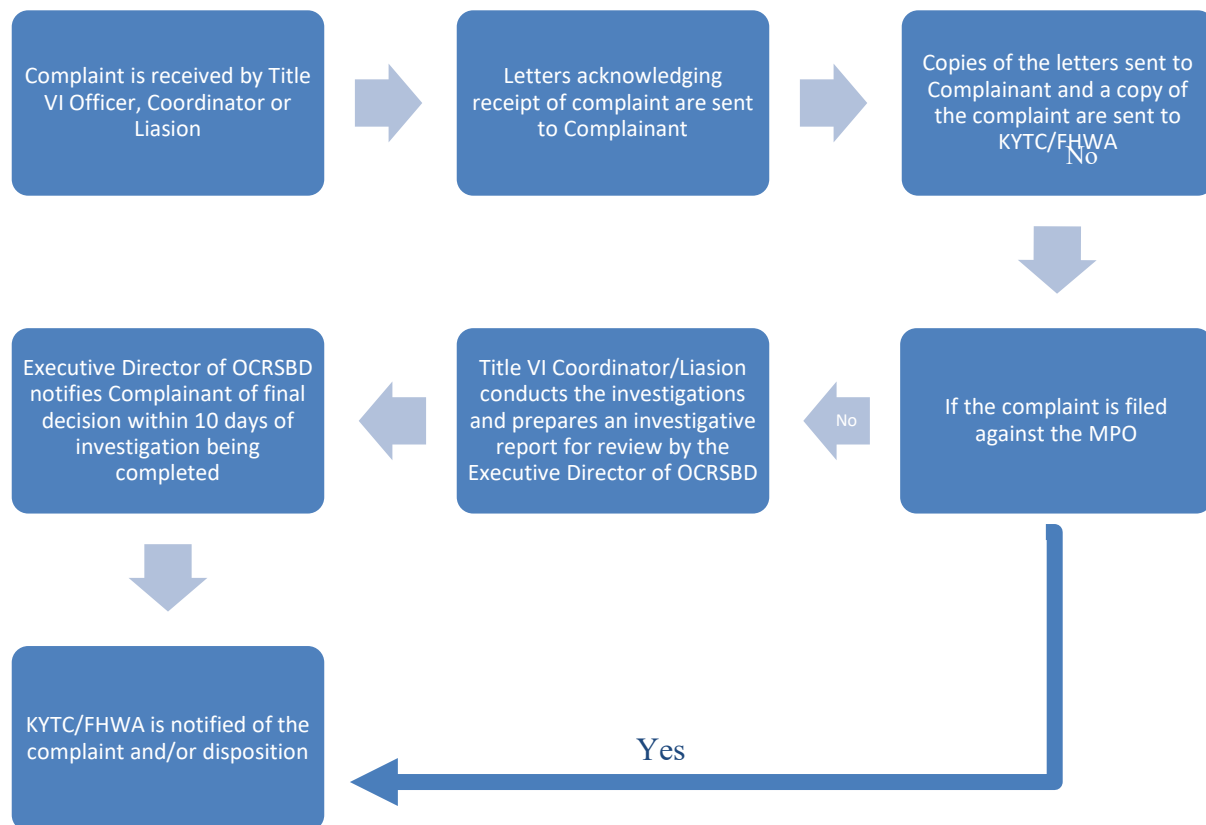 Complaint is received by Title
VI Officer, Coordinator or
Liasion
Letters acknowledging
receipt of complaint are sent
to Complainant
Copies of the letters sent to
Complainant and a copy of
the complaint are sent to
KYTC/FHWA
No
If the complaint is filed
against the MPO
No
Title VI Coordinator/Liasion
conducts the investigations
and prepares an investigative
report for review by the
Executive Director of OCRSBD
Executive Director of OCRSBD
notifies Complainant of final
decision within 10 days of
investigation being
completed
KYTC/FHWA is notified of the
complaint and/or disposition
Yes